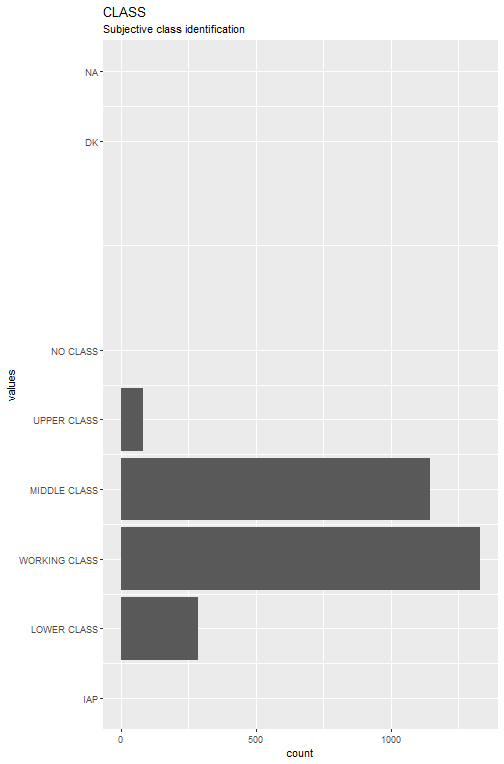 CLASS
Subjective class identification
NA
DK
NO CLASS
UPPER CLASS
MIDDLE CLASS
WORKING CLASS
LOWER CLASS
IAP
values
0 500 1000
count